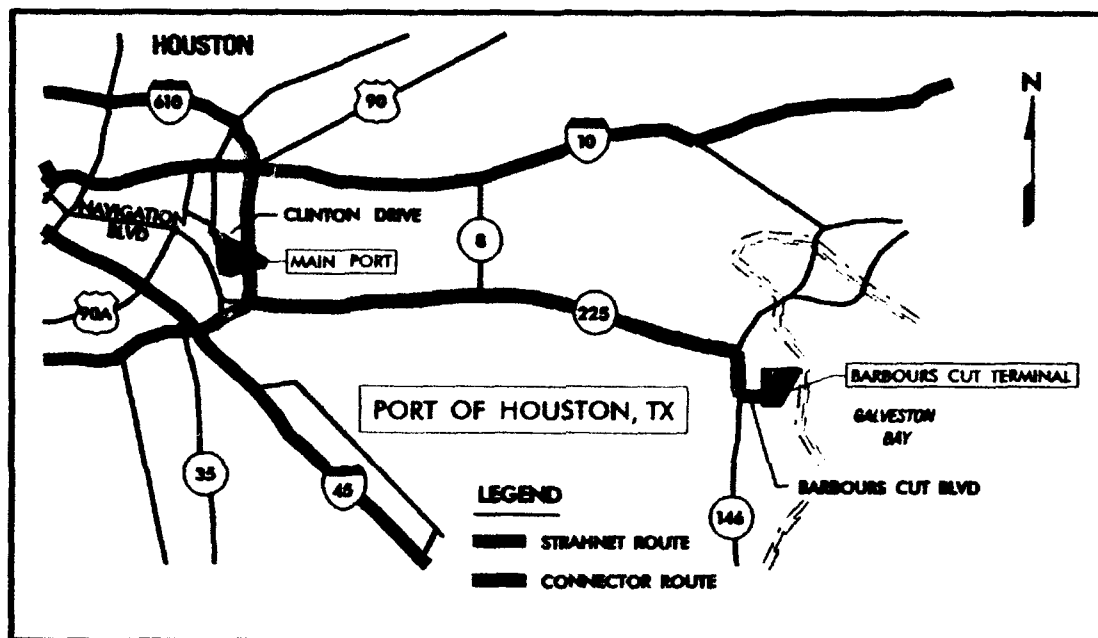 HOUSTON
610
90
N
10
NAVIGATION
BLVD
CLINTON DRIVE
8
MAIN PORT
90A
225
BARBOURS CUT TERMINAL
PORT OF HOUSTON, TX
GALVESTON
BAY
35
45
LEGEND
BARBOURS CUT BLVD
146
STRAHNET ROUTE
CONNECTOR ROUTE